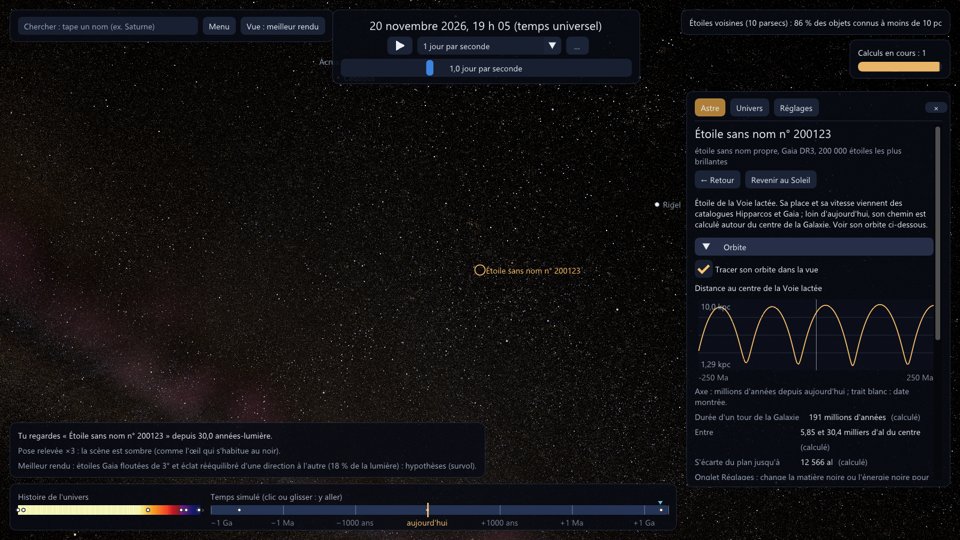 Chercher : tape un nom (ex. Saturne)
Menu
Vue : meilleur rendu
20 novembre 2026, 19 h 05 (temps universel)
1 jour par seconde
...
1,0 jour par seconde
Étoiles voisines (10 parsecs) : 86 % des objets connus à moins de 10 pc
Calculs en cours : 1
Acn
Rigel
Étoile sans nom n° 200123
Astre
Univers
Réglages
×
Étoile sans nom n° 200123
étoile sans nom propre, Gaia DR3, 200 000 étoiles les plus
brillantes
← Retour
Revenir au Soleil
Étoile de la Voie lactée. Sa place et sa vitesse viennent des
catalogues Hipparcos et Gaia ; loin d'aujourd'hui, son chemin est
calculé autour du centre de la Galaxie. Voir son orbite ci-dessous.
Orbite
Tracer son orbite dans la vue
Distance au centre de la Voie lactée
10,0 kpc
1,29 kpc
-250 Ma
250 Ma
Axe : millions d'années depuis aujourd'hui ; trait blanc : date
montrée.
Durée d'un tour de la Galaxie 191 millions d'années (calculé)
Entre 5,85 et 30,4 milliers d'al du centre
(calculé)
S'écarte du plan jusqu'à 12 566 al (calculé)
Onglet Réglages : change la matière noire ou l'énergie noire pour
Tu regardes « Étoile sans nom n° 200123 » depuis 30,0 années-lumière.
Pose relevée ×3 : la scène est sombre (comme l'œil qui s'habitue au noir).
Meilleur rendu : étoiles Gaia floutées de 3° et éclat rééquilibré d'une direction à l'autre (18 % de la lumière) : hypothèses (survol).
Histoire de l'univers
Temps simulé (clic ou glisser : y aller)
−1 Ga
−1 Ma
−1000 ans
aujourd'hui
+1000 ans
+1 Ma
+1 Ga